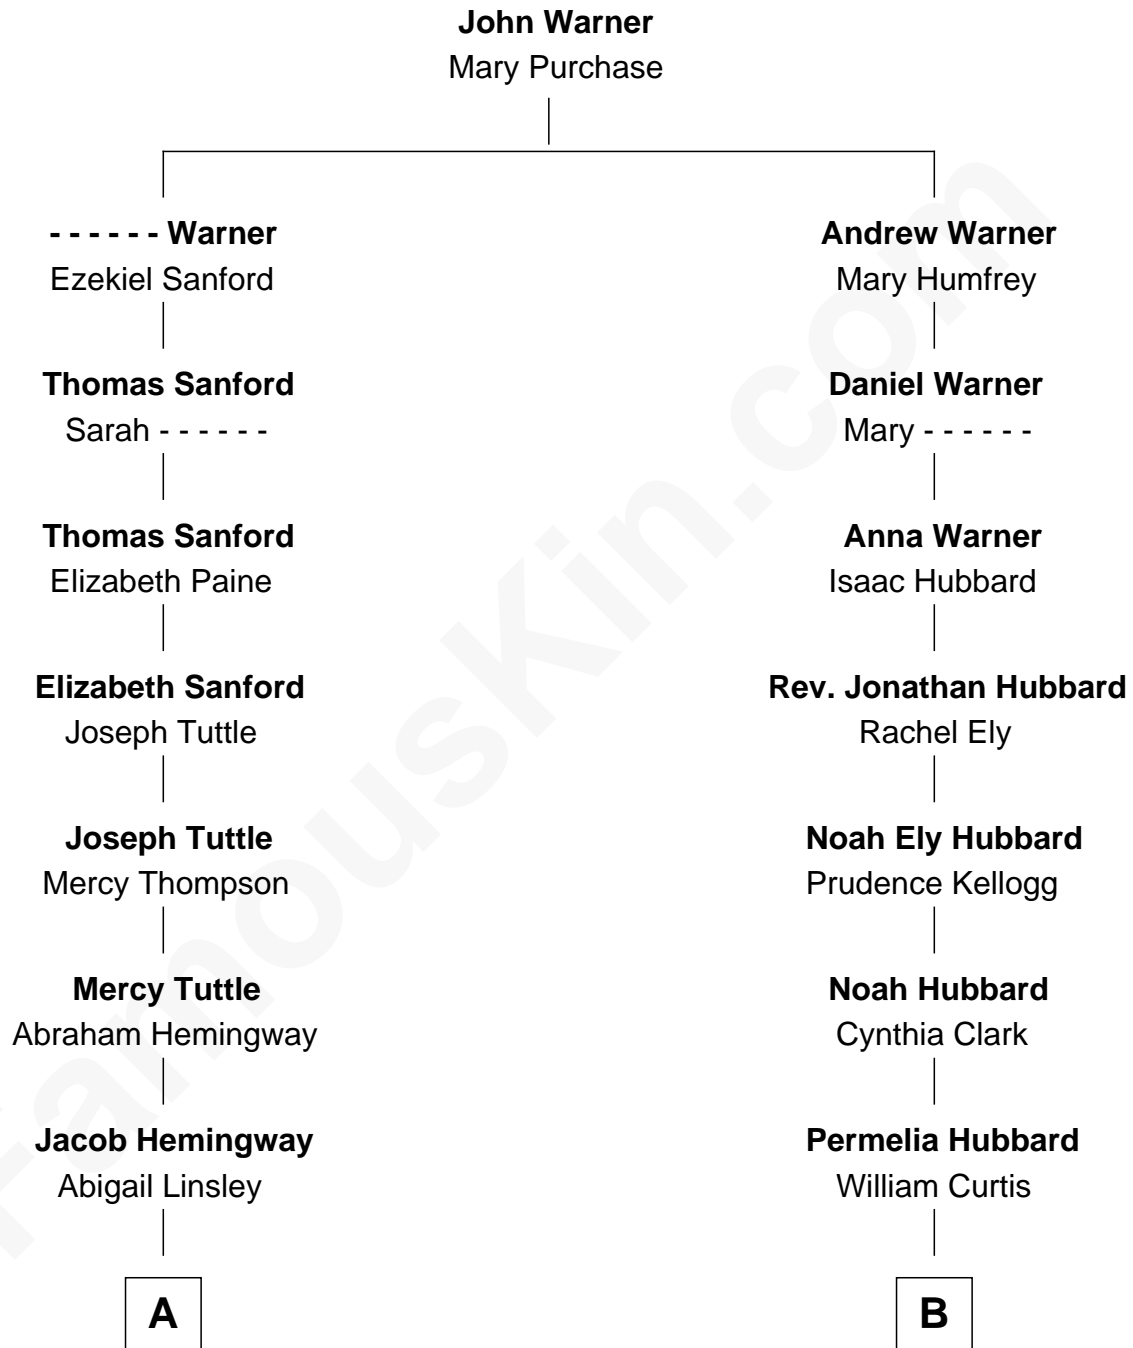 John Warner
Mary Purchase
- - - - - - Warner
Ezekiel Sanford
Thomas Sanford
Sarah - - - - - -
Thomas Sanford
Elizabeth Paine
Elizabeth Sanford
Joseph Tuttle
Joseph Tuttle
Mercy Thompson
Mercy Tuttle
Abraham Hemingway
Jacob Hemingway
Abigail Linsley
A
Andrew Warner
Mary Humfrey
Daniel Warner
Mary - - - - - -
Anna Warner
Isaac Hubbard
Rev. Jonathan Hubbard
Rachel Ely
Noah Ely Hubbard
Prudence Kellogg
Noah Hubbard
Cynthia Clark
Permelia Hubbard
William Curtis
B
FamousKin.com